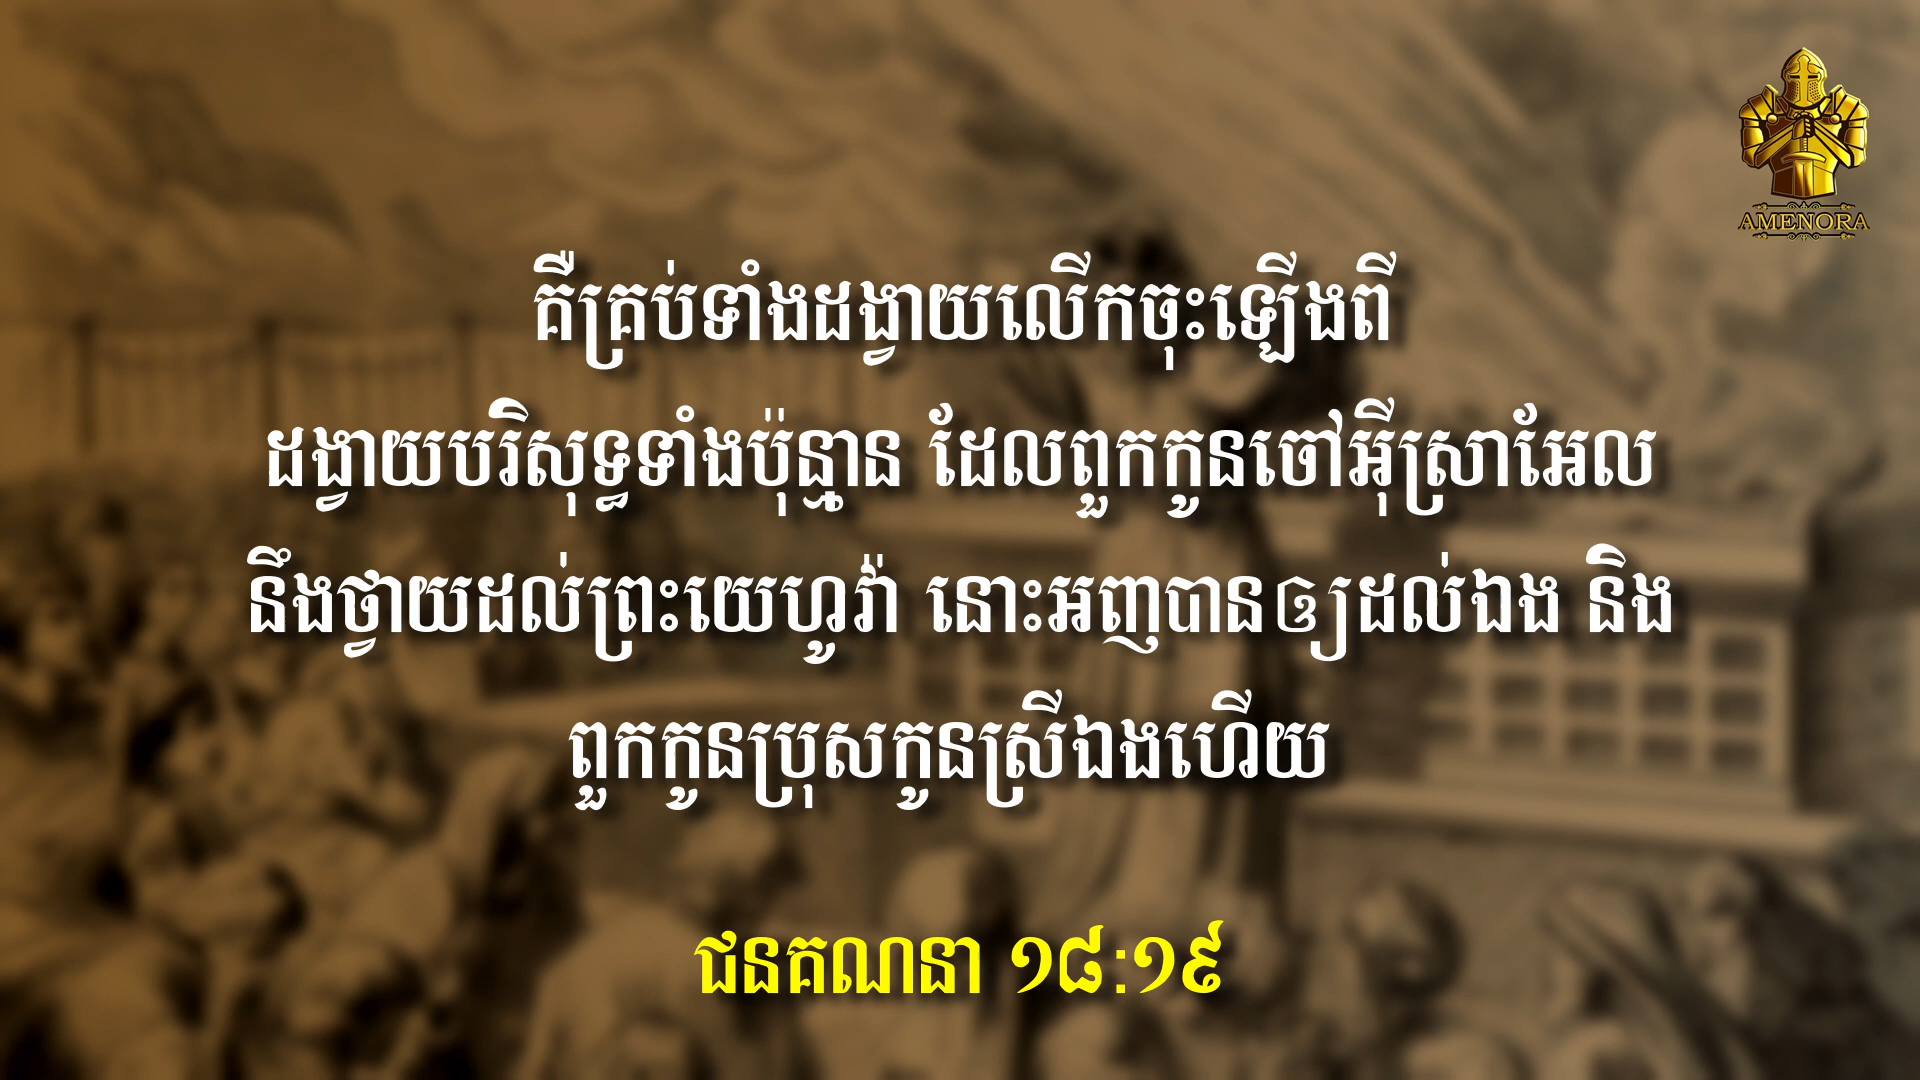 AMENORA
គឺគ្រប់ទាំងដង្វាយលើកចុះឡើងពី
ដង្វាយបរិសុទ្ធទាំងប៉ុន្មាន ដែលពួកកូនចៅអ៊ីស្រាអែល
នឹងថ្វាយដល់ព្រះយេហូវ៉ា នោះអញបានឲ្យដល់ឯង និង
ពួកកូនប្រុសកូនស្រីឯងហើយ
ជនគណនា ១៨:១៩